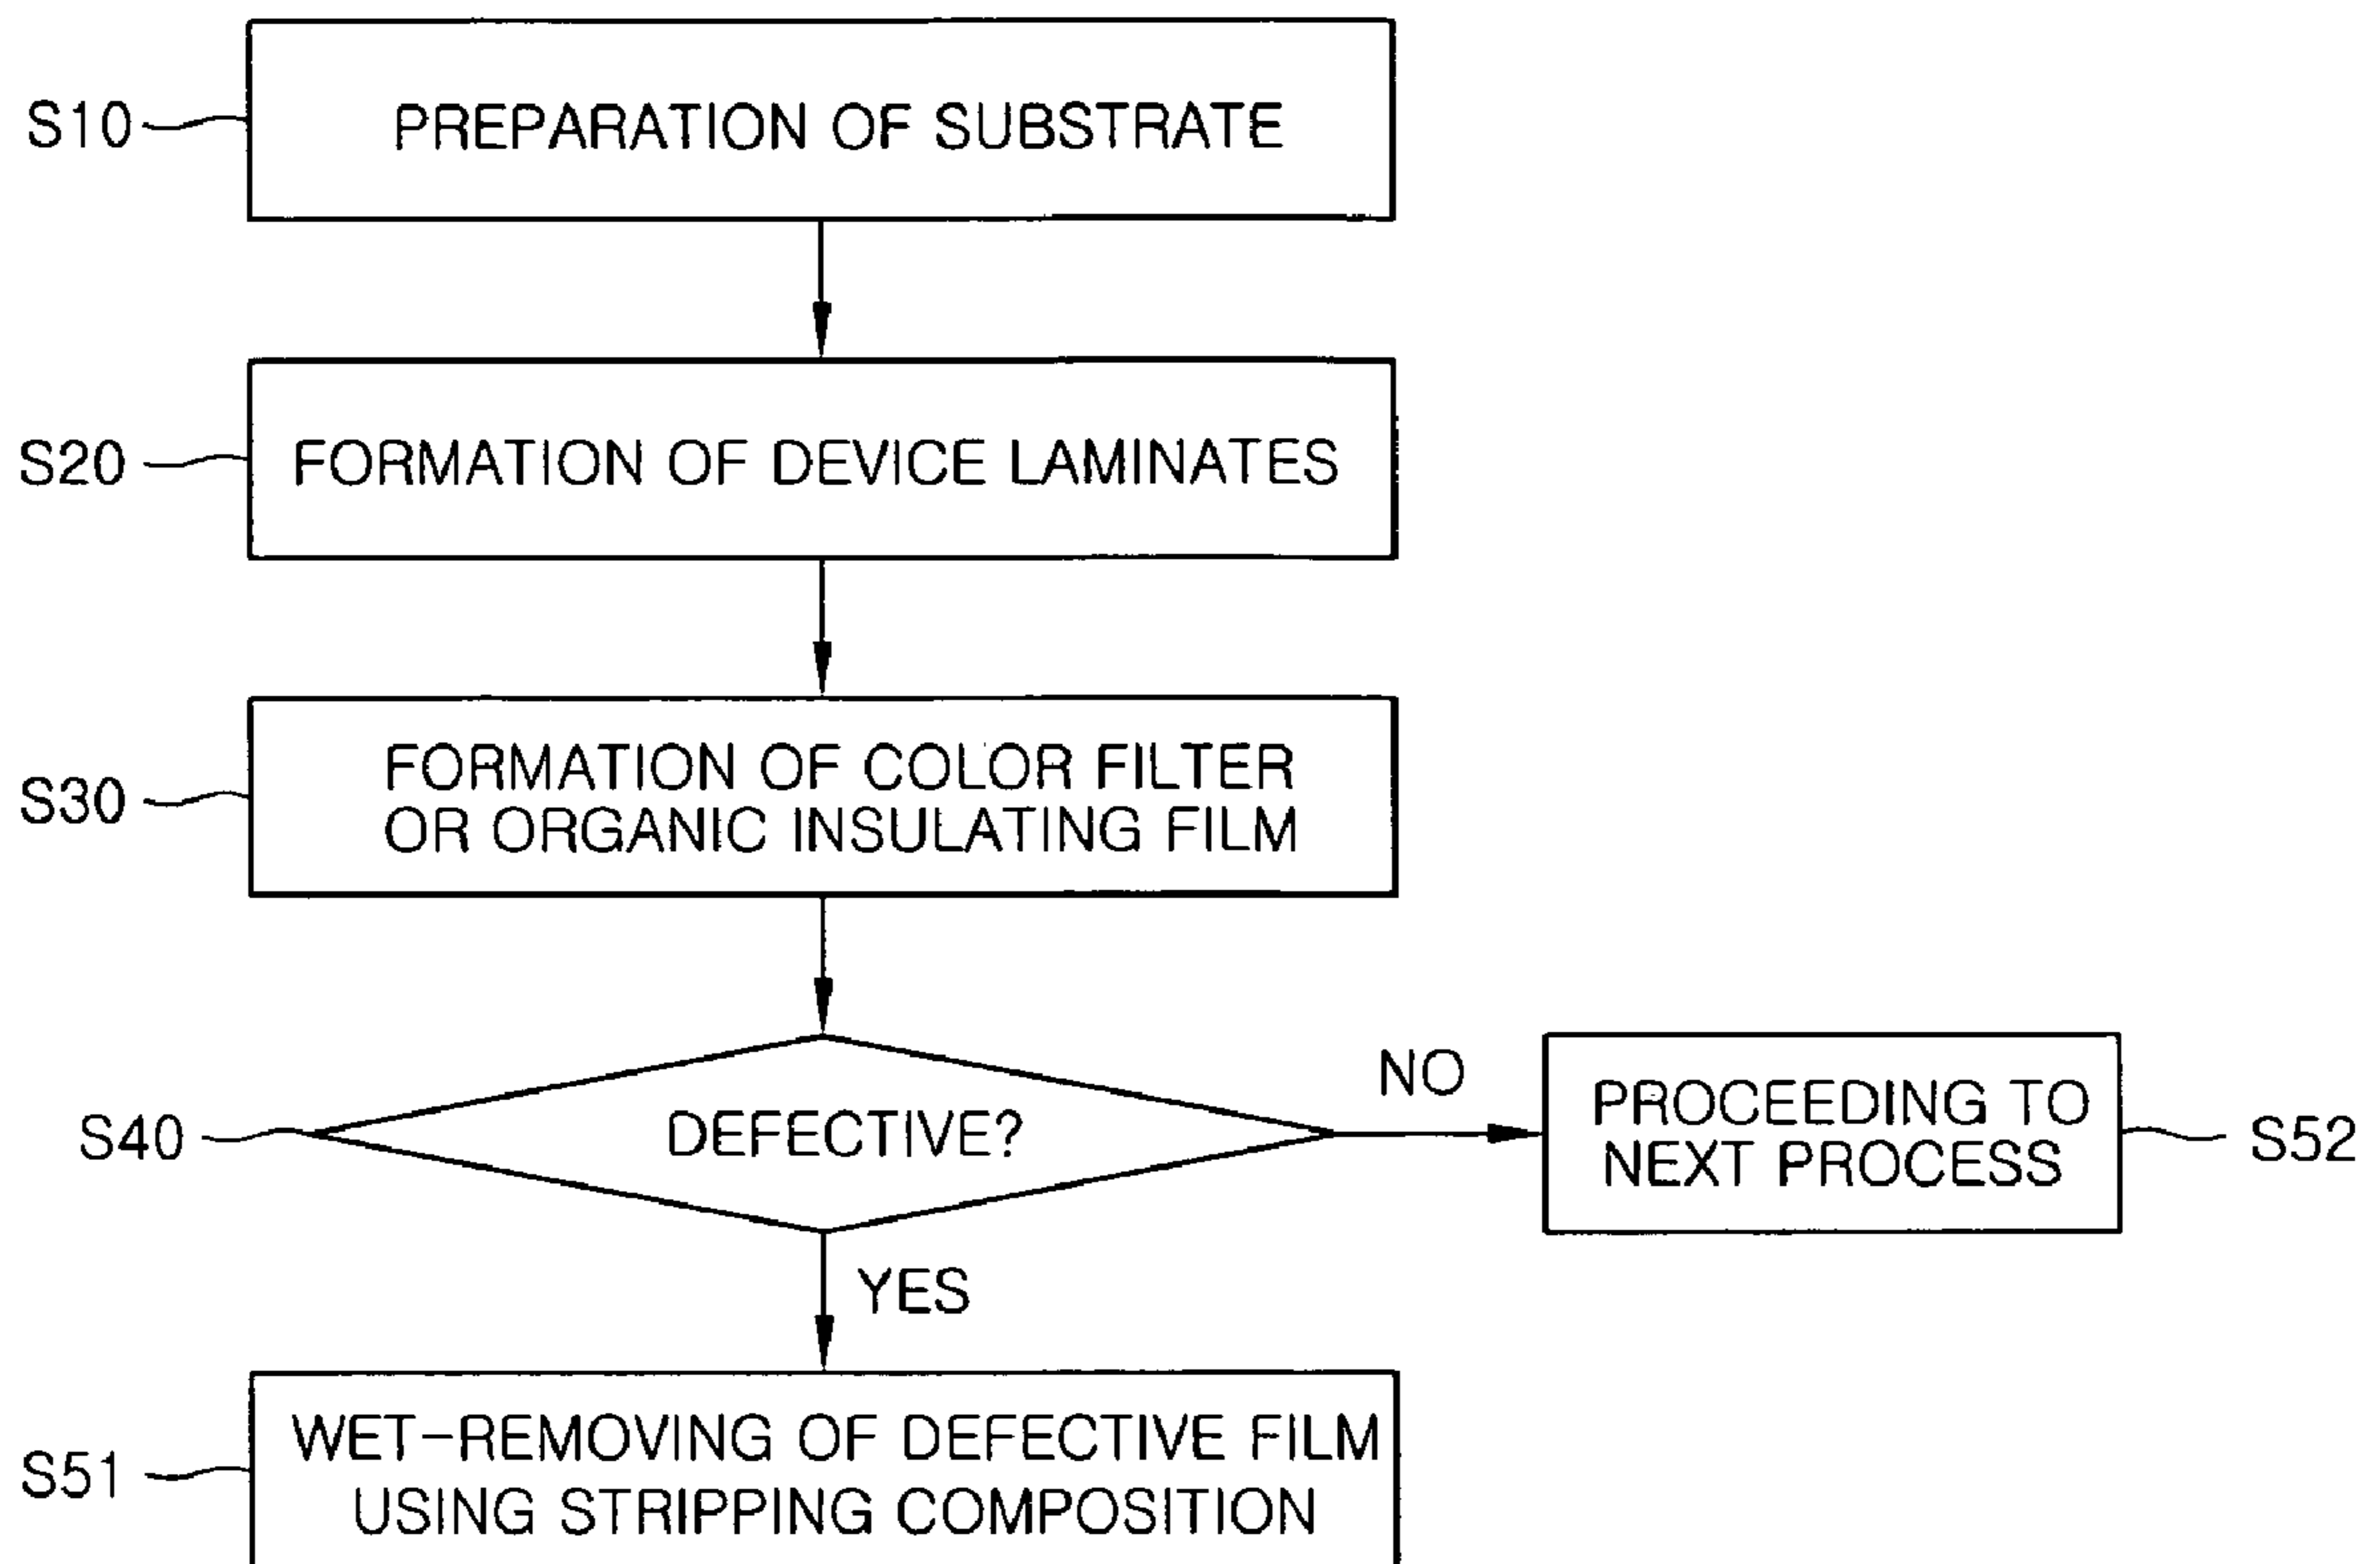 S10
PREPARATION OF SUBSTRATE
S20
FORMATION OF DEVICE LAMINATES
S30
FORMATION OF COLOR FILTER
OR ORGANIC INSULATING FILM
S40
DEFECTIVE?
NO
PROCEEDING TO
NEXT PROCESS
S52
YES
S51
WET-REMOVING OF DEFECTIVE FILM
USING STRIPPING COMPOSITION